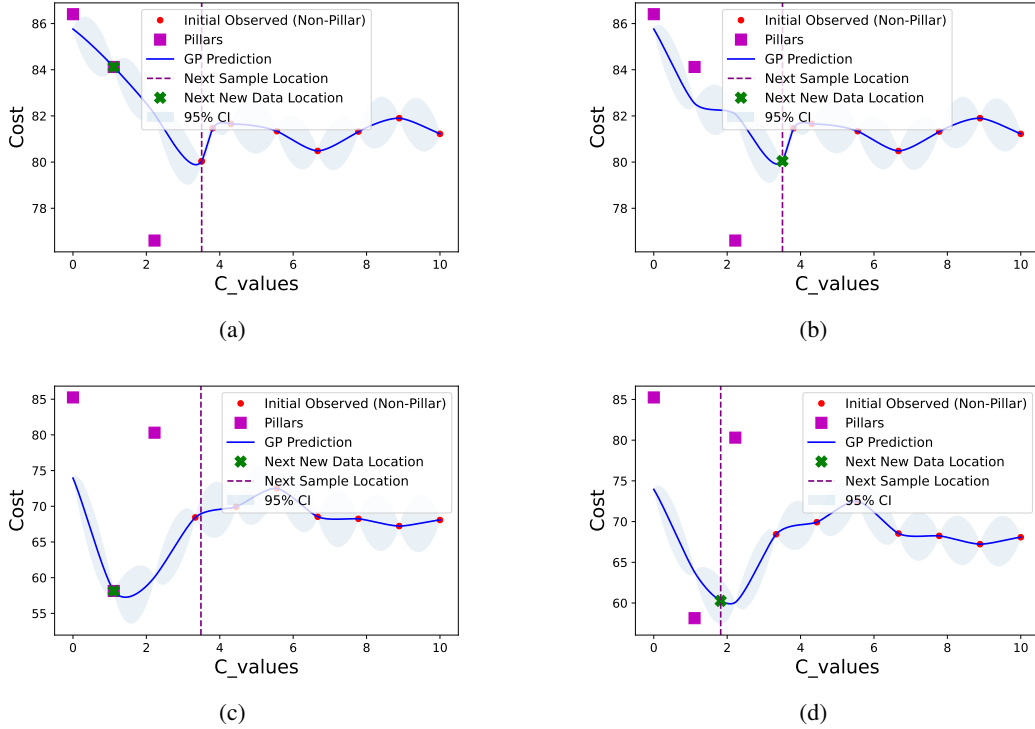 86
84
82
80
78
0 2 4 6 8 10
Cost
C_values
Initial Observed (Non-Pillar)
Pillars
GP Prediction
Next Sample Location
Next New Data Location
95% CI
(a)
86
84
82
80
78
0 2 4 6 8 10
Cost
C_values
Initial Observed (Non-Pillar)
Pillars
GP Prediction
Next Sample Location
Next New Data Location
95% CI
(b)
85
80
75
70
65
60
55
0 2 4 6 8 10
Cost
C_values
Initial Observed (Non-Pillar)
Pillars
GP Prediction
Next New Data Location
Next Sample Location
95% CI
(c)
85
80
75
70
65
60
0 2 4 6 8 10
Cost
C_values
Initial Observed (Non-Pillar)
Pillars
GP Prediction
Next New Data Location
Next Sample Location
95% CI
(d)